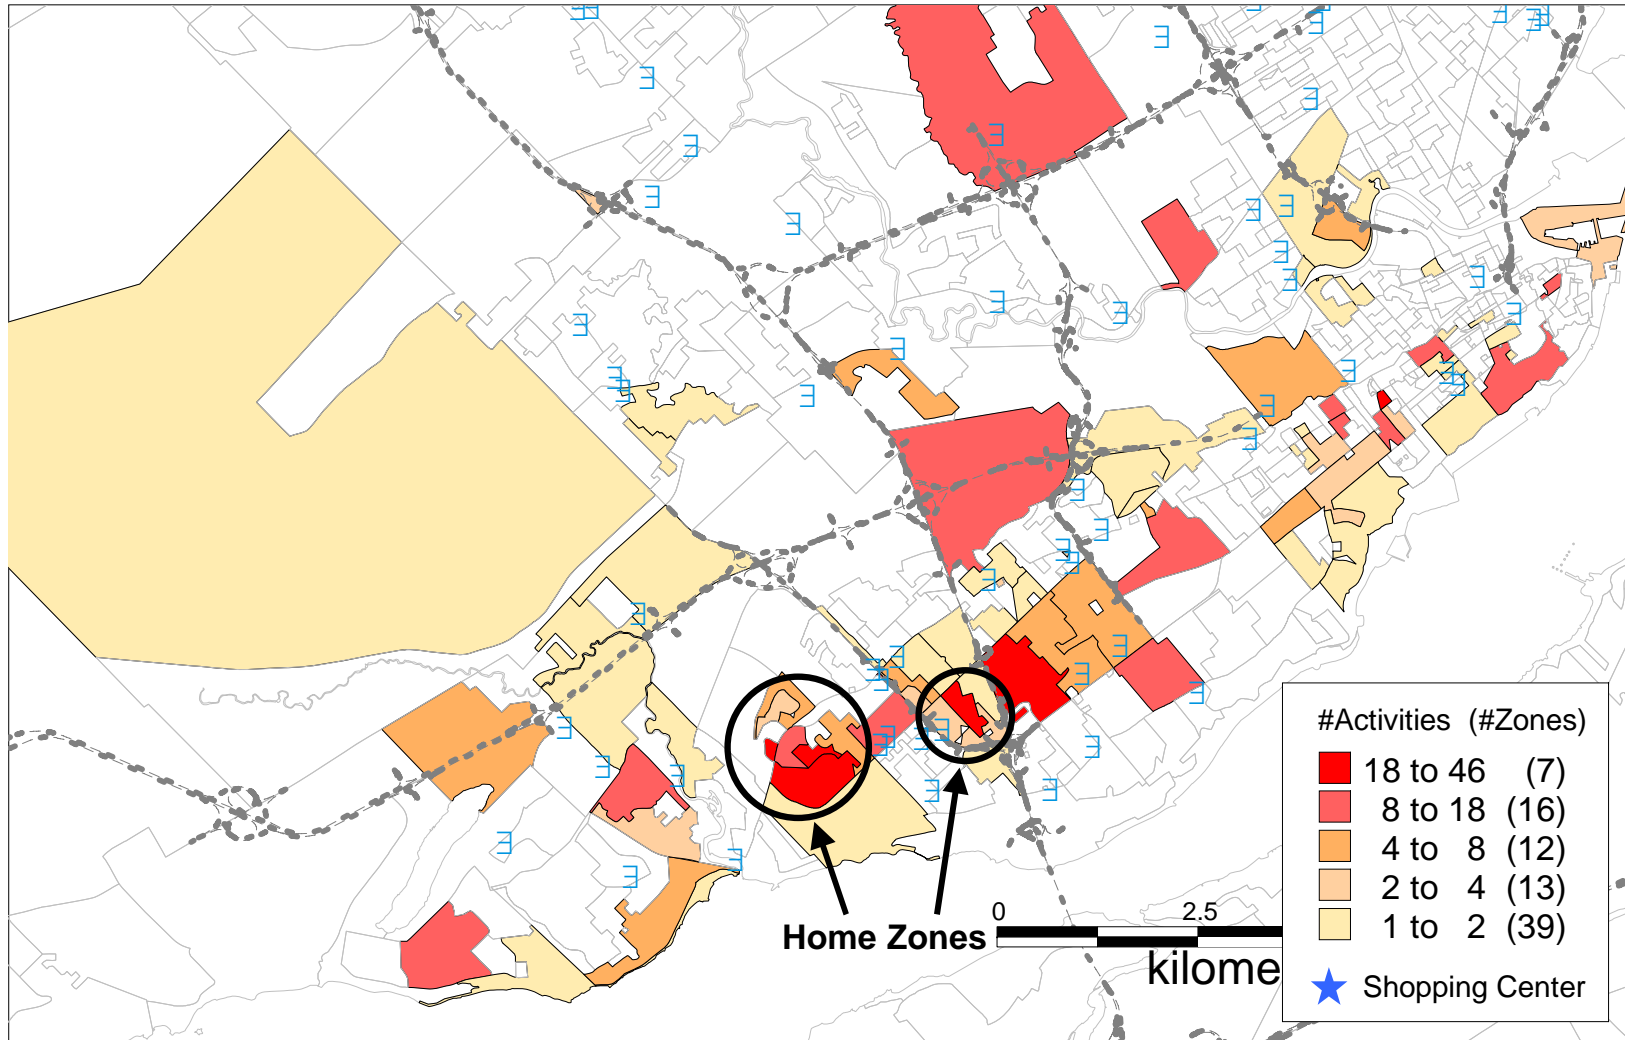 #Activities (#Zones)
18 to 46 (7)
8 to 18 (16)
4 to 8 (12)
2 to 4 (13)
1 to 2 (39)
Shopping Center
0 2.5
Home Zones
kilome